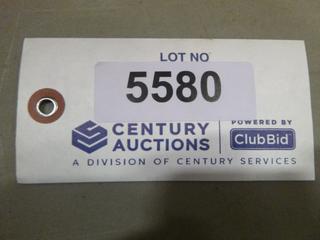 LOT NO
5580
CENTURY AUCTIONS
POWERED BY
ClubBid
A DIVISION OF CENTURY SERVICES